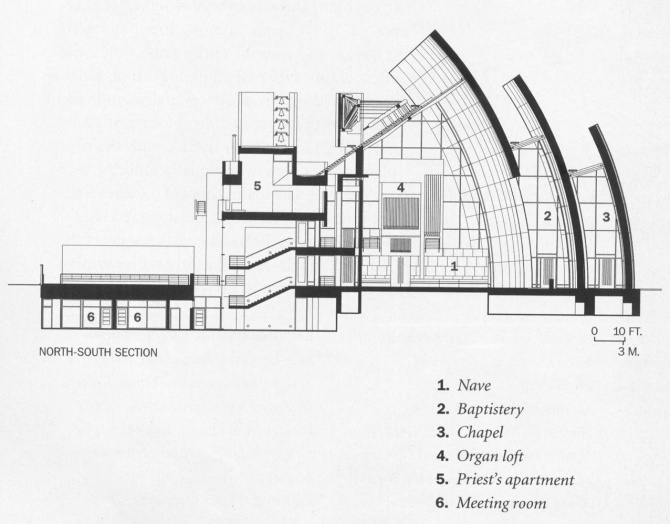 5
4
2
3
1
6
6
0 10 FT.
3 M.
NORTH-SOUTH SECTION
1. Nave
2. Baptistery
3. Chapel
4. Organ loft
5. Priest's apartment
6. Meeting room